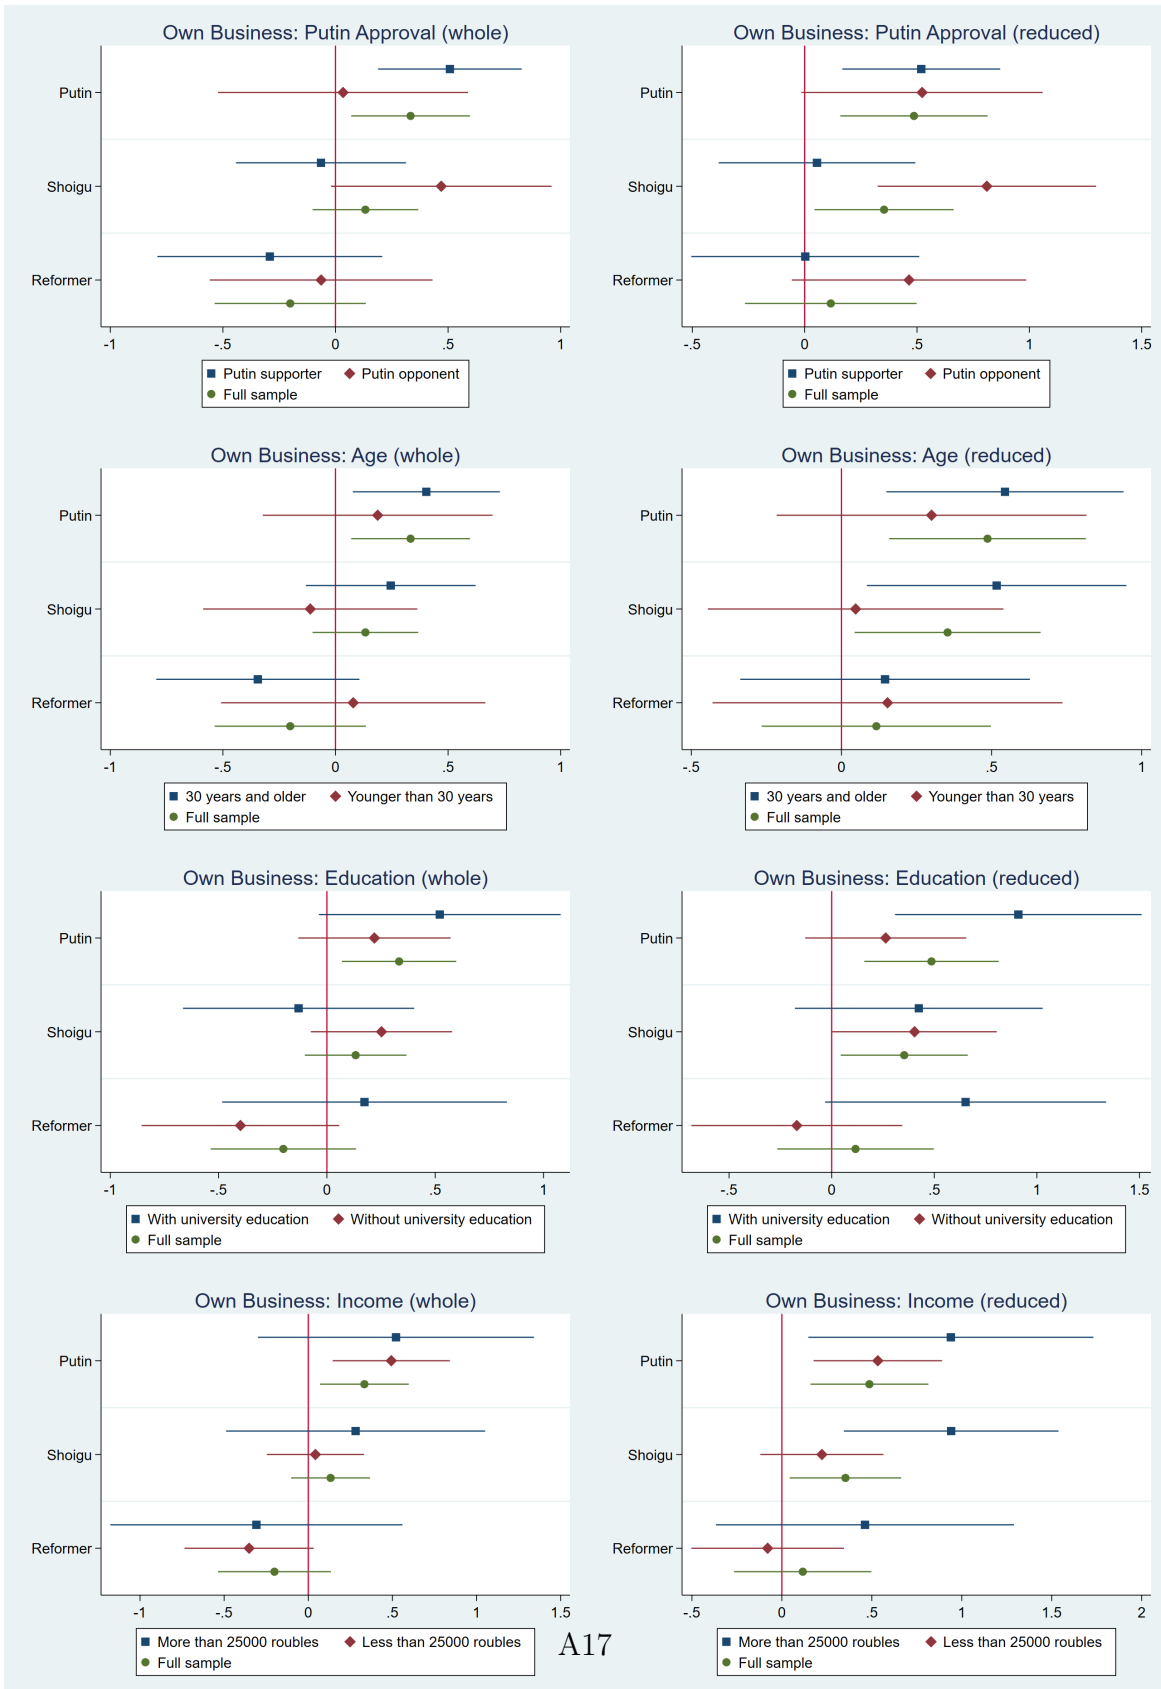 Own Business: Putin Approval (whole)
Putin
Shoigu
Reformer
-1 -.5 0 .5 1
Putin supporter Putin opponent
Full sample
Own Business: Putin Approval (reduced)
Putin
Shoigu
Reformer
-.5 0 .5 1 1.5
Putin supporter Putin opponent
Full sample
Own Business: Age (whole)
Putin
Shoigu
Reformer
-1 -.5 0 .5 1
30 years and older Younger than 30 years
Full sample
Own Business: Age (reduced)
Putin
Shoigu
Reformer
-.5 0 .5 1
30 years and older Younger than 30 years
Full sample
Own Business: Education (whole)
Putin
Shoigu
Reformer
-1 -.5 0 .5 1
With university education Without university education
Full sample
Own Business: Education (reduced)
Putin
Shoigu
Reformer
-.5 0 .5 1 1.5
With university education Without university education
Full sample
Own Business: Income (whole)
Putin
Shoigu
Reformer
-1 -.5 0 .5 1 1.5
More than 25000 roubles Less than 25000 roubles
Full sample
Own Business: Income (reduced)
Putin
Shoigu
Reformer
-.5 0 .5 1 1.5 2
More than 25000 roubles Less than 25000 roubles
Full sample
A17